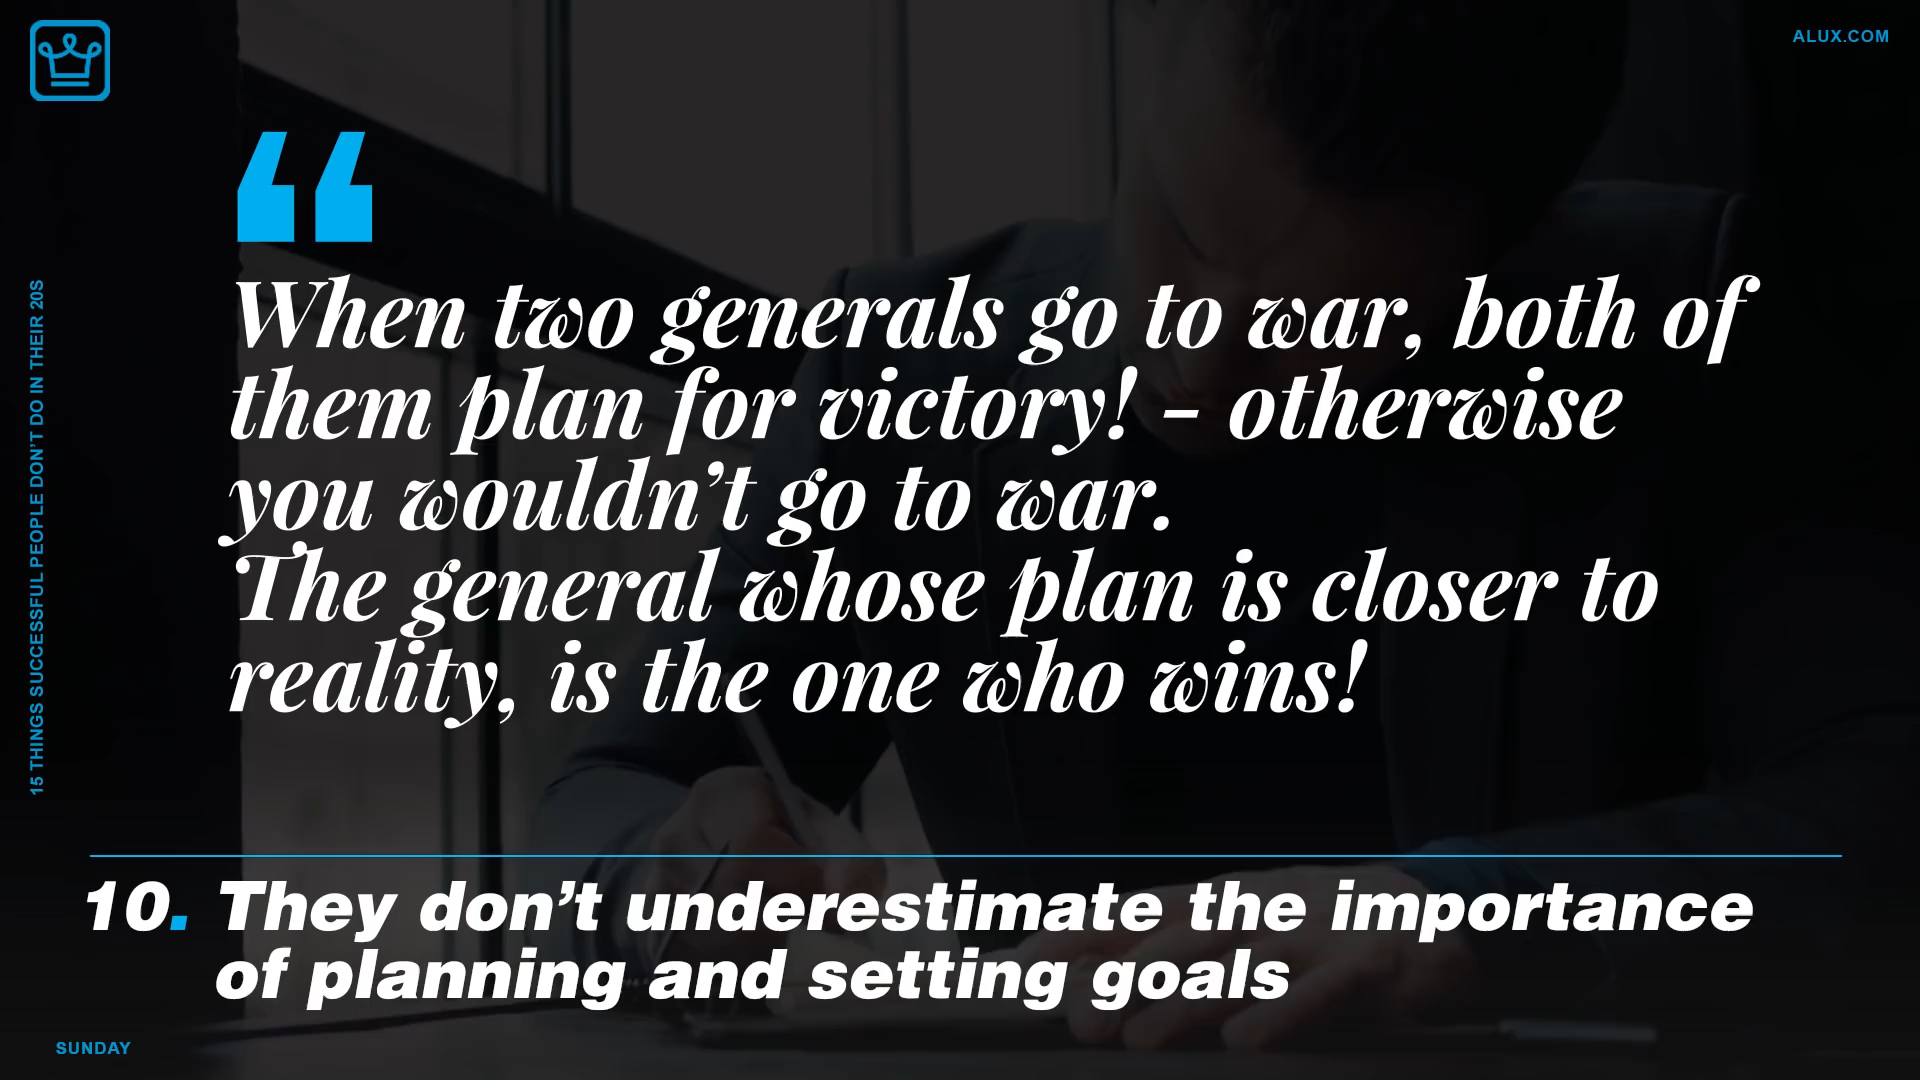 ALUX.COM
15 THINGS SUCCESSFUL PEOPLE DON'T DO IN THEIR 20S
“
When two generals go to war, both of
them plan for victory! - otherwise
you wouldn’t go to war.
The general whose plan is closer to
reality, is the one who wins!
10. They don’t underestimate the importance
of planning and setting goals
SUNDAY